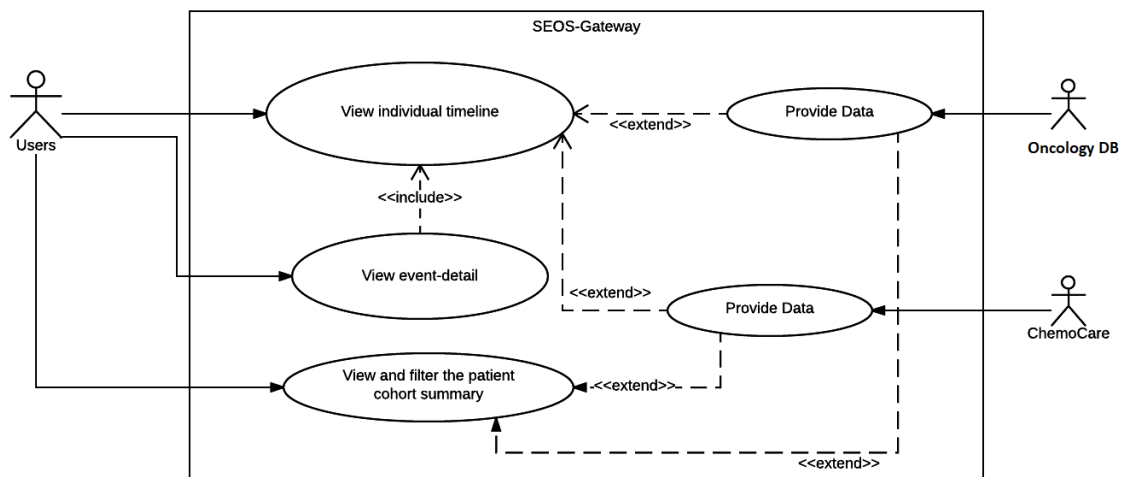 SEOS-Gateway
View individual timeline
<<extend>>
Provide Data
Users
Oncology DB
<<include>>
View event-detail
<<extend>>
Provide Data
ChemoCare
View and filter the patient
cohort summary
<<extend>>
<<extend>>